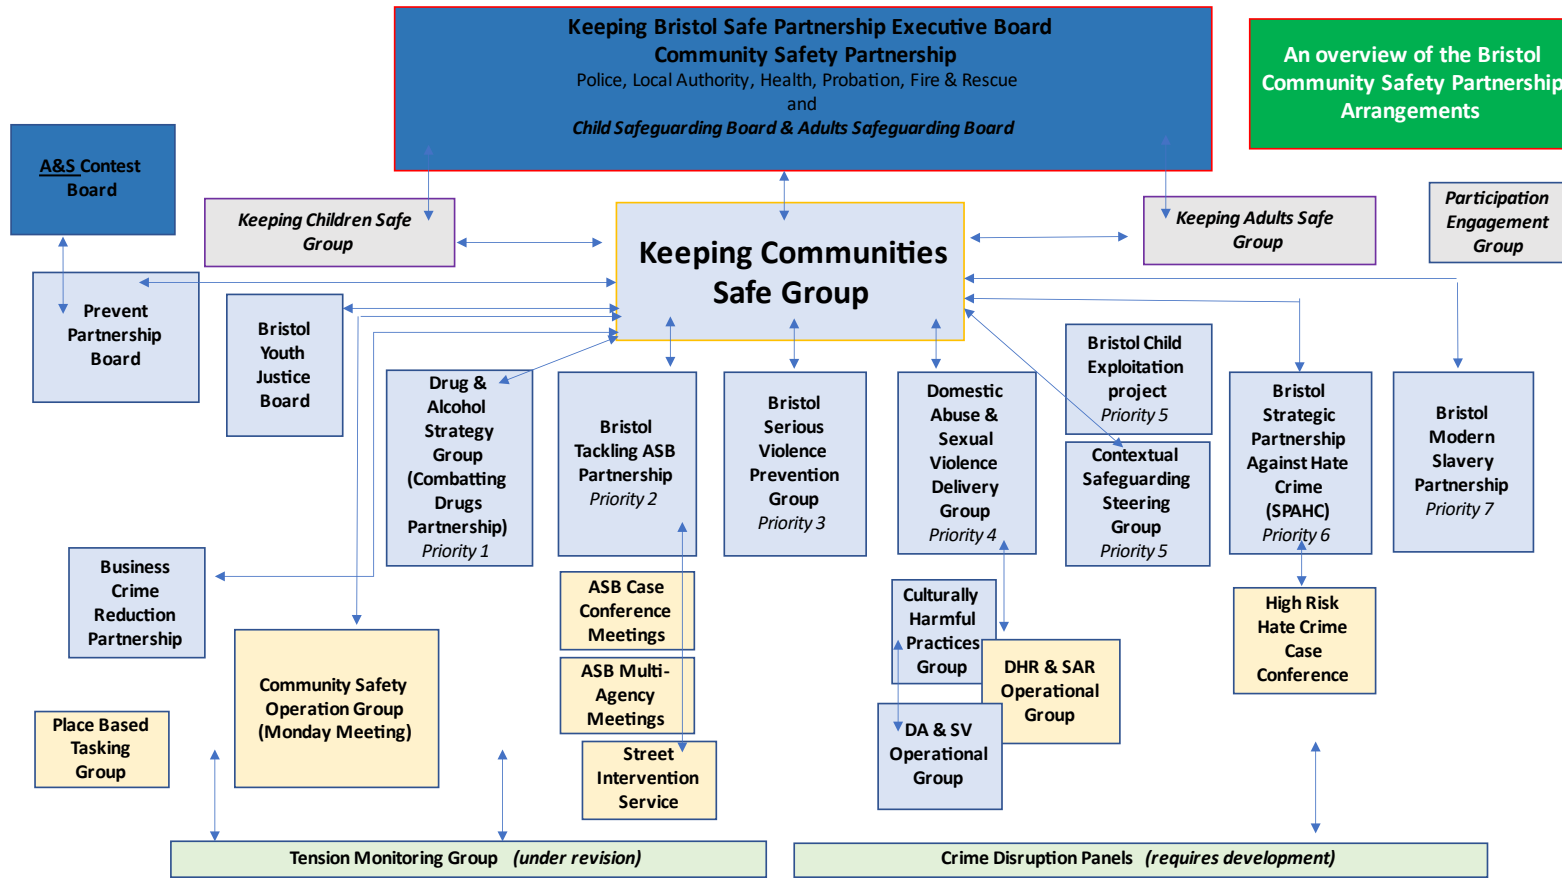 Keeping Bristol Safe Partnership Executive Board
Community Safety Partnership
Police, Local Authority, Health, Probation, Fire & Rescue
and
Child Safeguarding Board & Adults Safeguarding Board
An overview of the Bristol
Community Safety Partnership
Arrangements
A&S Contest
Board
Keeping Children Safe
Group
Keeping Communities
Safe Group
Keeping Adults Safe
Group
Participation
Engagement
Group
Prevent
Partnership
Board
Bristol
Youth
Justice
Board
Drug &
Alcohol
Strategy
Group
(Combatting
Drugs
Partnership)
Priority 1
Bristol
Tackling ASB
Partnership
Priority 2
Bristol
Serious
Violence
Prevention
Group
Priority 3
Domestic
Abuse &
Sexual
Violence
Delivery
Group
Priority 4
Bristol Child
Exploitation
project
Priority 5
Contextual
Safeguarding
Steering
Group
Priority 5
Bristol
Strategic
Partnership
Against Hate
Crime
(SPAHC)
Priority 6
Bristol
Modern
Slavery
Partnership
Priority 7
Business
Crime
Reduction
Partnership
Community Safety
Operation Group
(Monday Meeting)
Place Based
Tasking
Group
ASB Case
Conference
Meetings
ASB Multi-
Agency
Meetings
Street
Intervention
Service
Culturally
Harmful
Practices
Group
DHR & SAR
Operational
Group
DA & SV
Operational
Group
High Risk
Hate Crime
Case
Conference
Tension Monitoring Group (under revision)
Crime Disruption Panels (requires development)